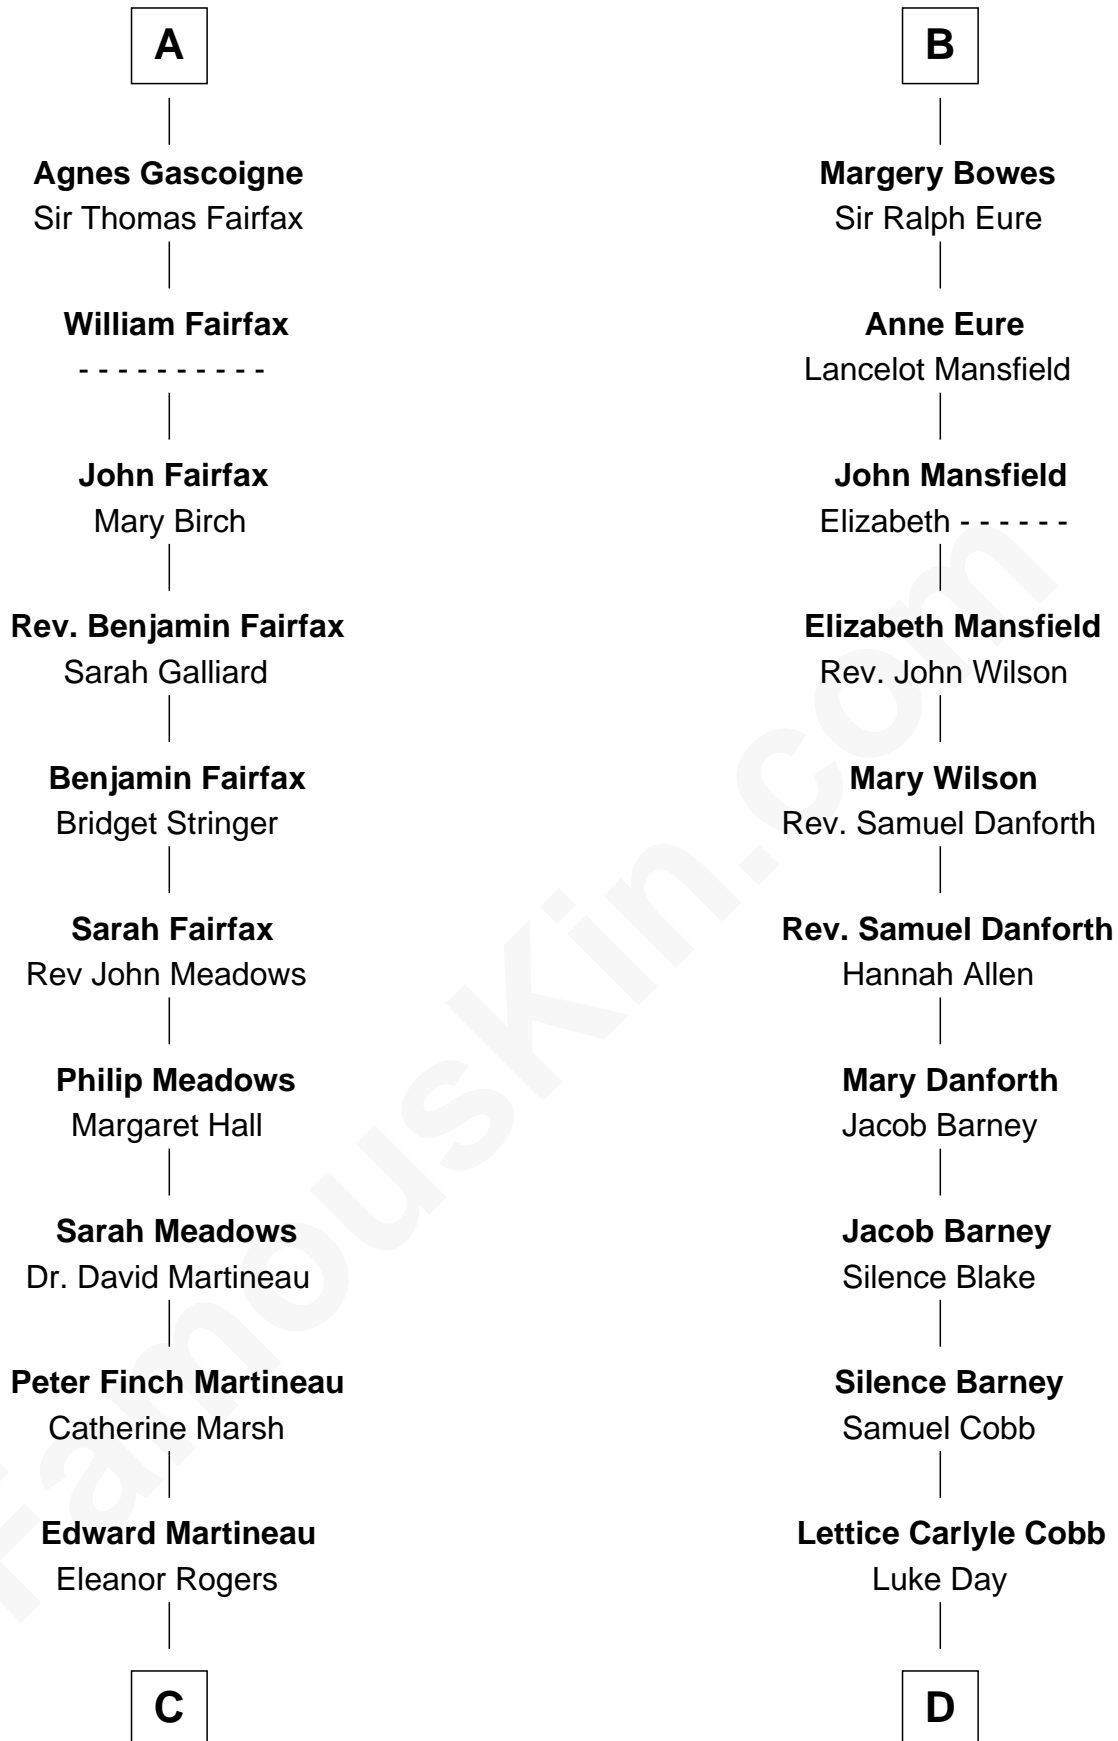 A
Agnes Gascoigne
Sir Thomas Fairfax
William Fairfax
- - - - - - - - - -
John Fairfax
Mary Birch
Rev. Benjamin Fairfax
Sarah Galliard
Benjamin Fairfax
Bridget Stringer
Sarah Fairfax
Rev John Meadows
Philip Meadows
Margaret Hall
Sarah Meadows
Dr. David Martineau
Peter Finch Martineau
Catherine Marsh
Edward Martineau
Eleanor Rogers
C
B
Margery Bowes
Sir Ralph Eure
Anne Eure
Lancelot Mansfield
John Mansfield
Elizabeth - - - - - -
Elizabeth Mansfield
Rev. John Wilson
Mary Wilson
Rev. Samuel Danforth
Rev. Samuel Danforth
Hannah Allen
Mary Danforth
Jacob Barney
Jacob Barney
Silence Blake
Silence Barney
Samuel Cobb
Lettice Carlyle Cobb
Luke Day
D
FamousKin.com